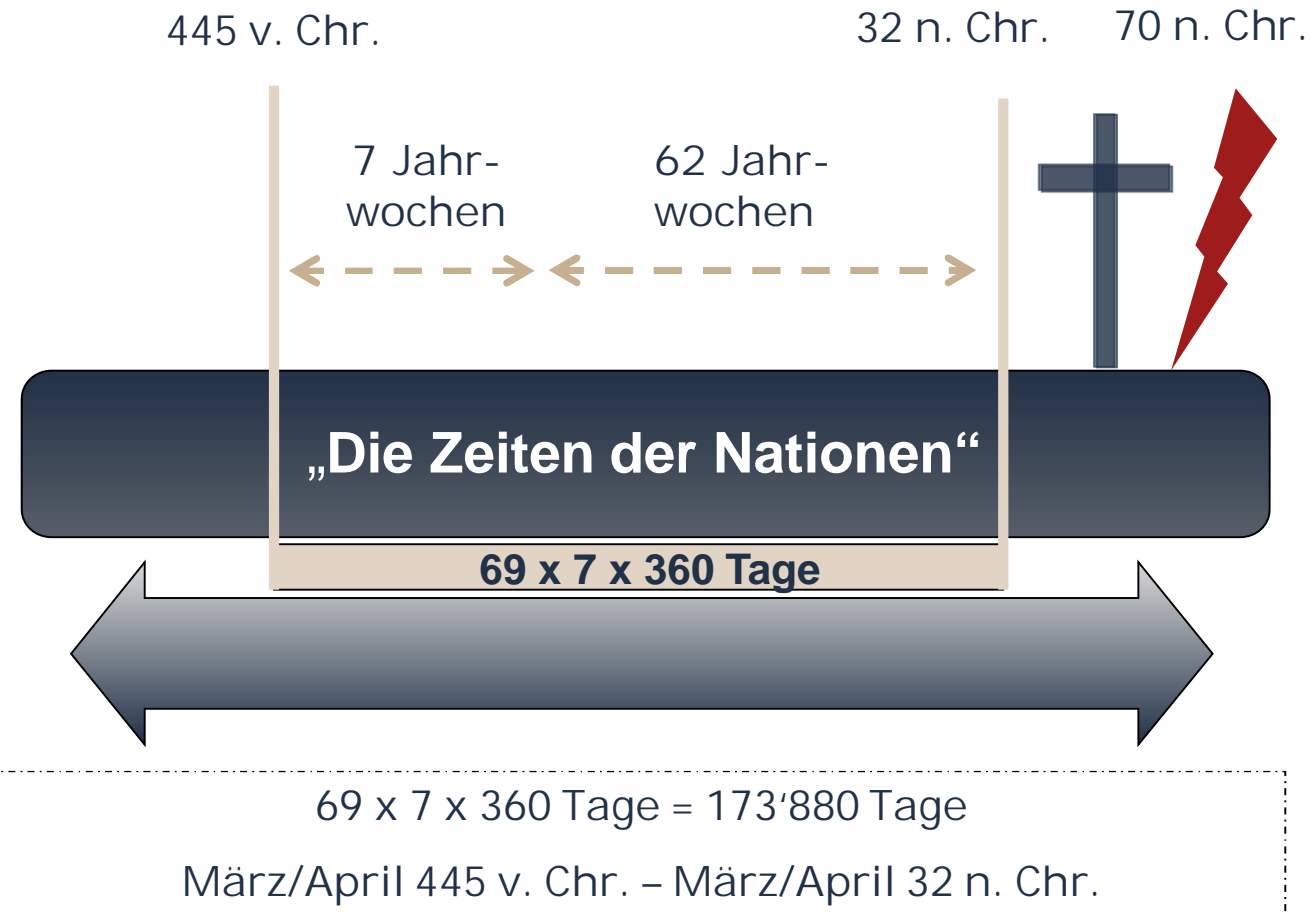 445 v. Chr.
32 n. Chr.
70 n. Chr.
7 Jahr-
wochen
62 Jahr-
wochen
„Die Zeiten der Nationen“
69 x 7 x 360 Tage
69 x 7 x 360 Tage = 173‘880 Tage
März/April 445 v. Chr. – März/April 32 n. Chr.